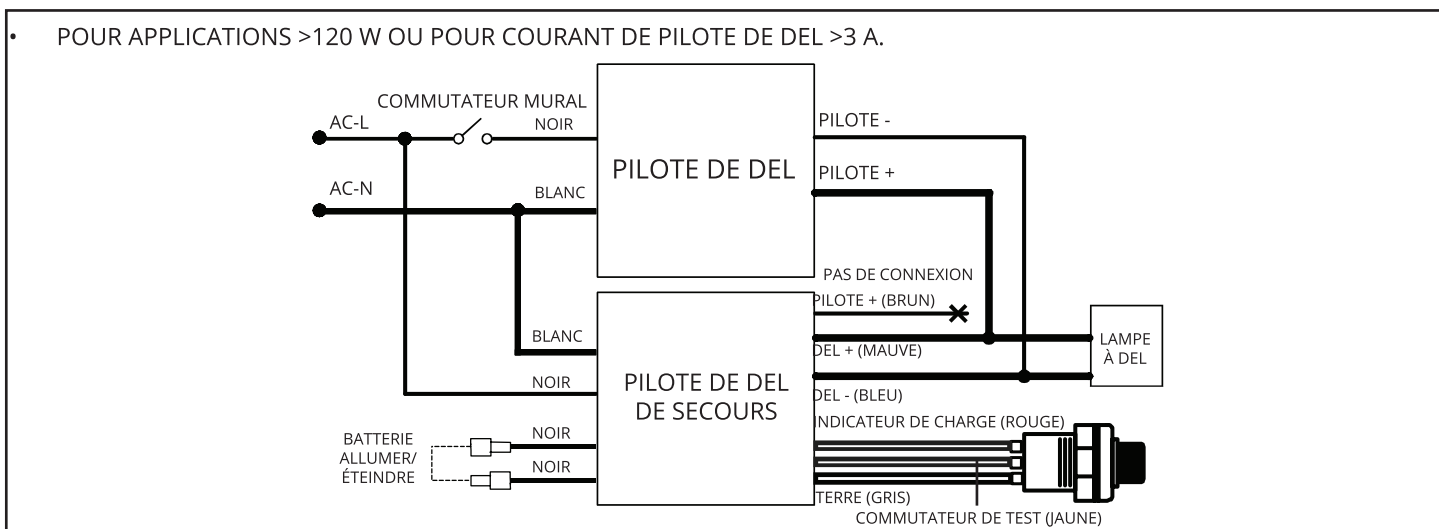 • POUR APPLICATIONS >120 W OU POUR COURANT DE PILOTE DE DEL >3 A.
COMMUTATEUR MURAL
AC-L
NOIR
PILOTE -
PILOTE DE DEL
PILOTE +
AC-N
BLANC
PAS DE CONNEXION
PILOTE + (BRUN)
BLANC
DEL + (MAUVE)
LAMPE
À DEL
NOIR
PILOTE DE DEL
DE SECOURS
DEL - (BLEU)
INDICATEUR DE CHARGE (ROUGE)
BATTERIE
ALLUMER/
ÉTEINDRE
NOIR
NOIR
TERRE (GRIS)
COMMUTATEUR DE TEST (JAUNE)